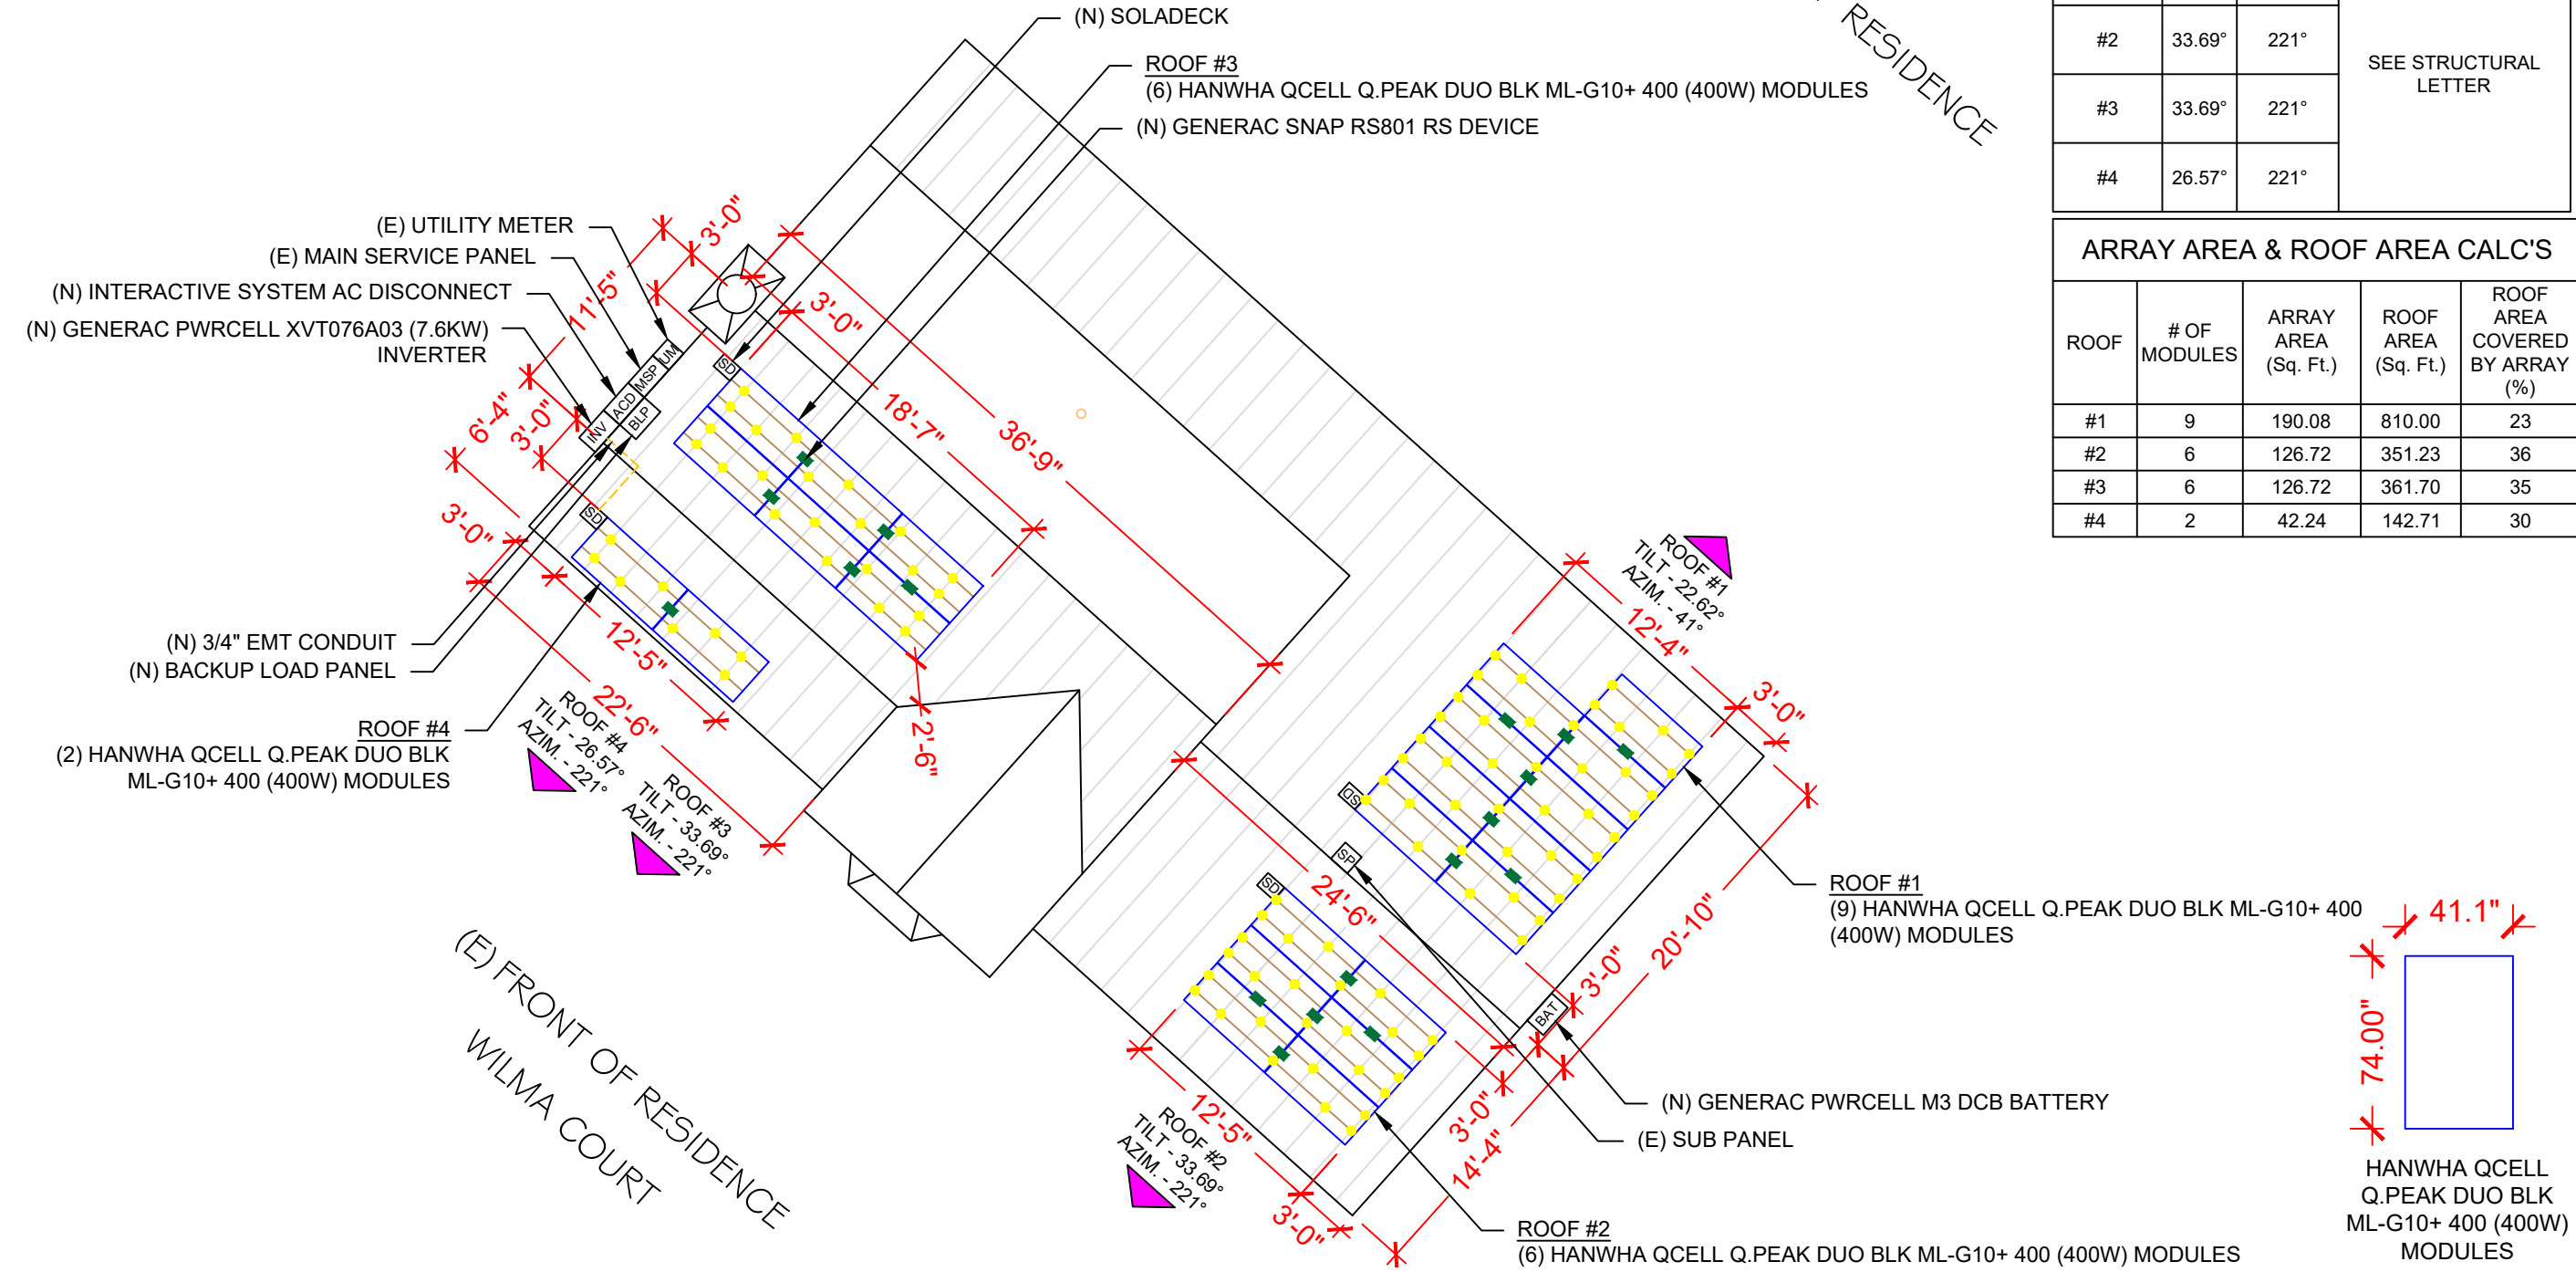 (N) SOLADECK
ROOF #3
(6) HANWHA QCELL Q.PEAK DUO BLK ML-G10+ 400 (400W) MODULES
(N) GENERAC SNAP RS801 RS DEVICE
RESIDENCE
#2 33.69° 221°
SEE STRUCTURAL
LETTER
#3 33.69° 221°
#4 26.57° 221°
ARRAY AREA & ROOF AREA CALC'S
ROOF
# OF
MODULES
ARRAY
AREA
(Sq. Ft.)
ROOF
AREA
(Sq. Ft.)
ROOF
AREA
COVERED
BY ARRAY
(%)
#1 9 190.08 810.00 23
#2 6 126.72 351.23 36
#3 6 126.72 361.70 35
#4 2 42.24 142.71 30
(E) UTILITY METER
(E) MAIN SERVICE PANEL
(N) INTERACTIVE SYSTEM AC DISCONNECT
(N) GENERAC PWRCELL XVT076A03 (7.6KW)
INVERTER
3'-0"
11'-5"
3'-0"
6'-4"
3'-0"
3'-0"
18'-7"
36'-9"
UM
MSP
ACD
BLP
INV
SD
SD
(N) 3/4" EMT CONDUIT
(N) BACKUP LOAD PANEL
ROOF #4
(2) HANWHA QCELL Q.PEAK DUO BLK
ML-G10+ 400 (400W) MODULES
12'-5"
22'-6"
2'-6"
ROOF #4
TILT - 26.57°
AZIM. - 221°
ROOF #3
TILT - 33.69°
AZIM. - 221°
ROOF #1
TILT - 22.62°
AZIM. - 41°
12'-4"
3'-0"
SD
SP
SD
24'-6"
20'-10"
3'-0"
BAT
ROOF #1
(9) HANWHA QCELL Q.PEAK DUO BLK ML-G10+ 400
(400W) MODULES
(N) GENERAC PWRCELL M3 DCB BATTERY
(E) SUB PANEL
3'-0"
14'-4"
12'-5"
3'-0"
ROOF #2
TILT - 33.69°
AZIM. - 221°
ROOF #2
(6) HANWHA QCELL Q.PEAK DUO BLK ML-G10+ 400 (400W) MODULES
(E) FRONT OF RESIDENCE
WILMA COURT
41.1"
74.00"
HANWHA QCELL
Q.PEAK DUO BLK
ML-G10+ 400 (400W)
MODULES